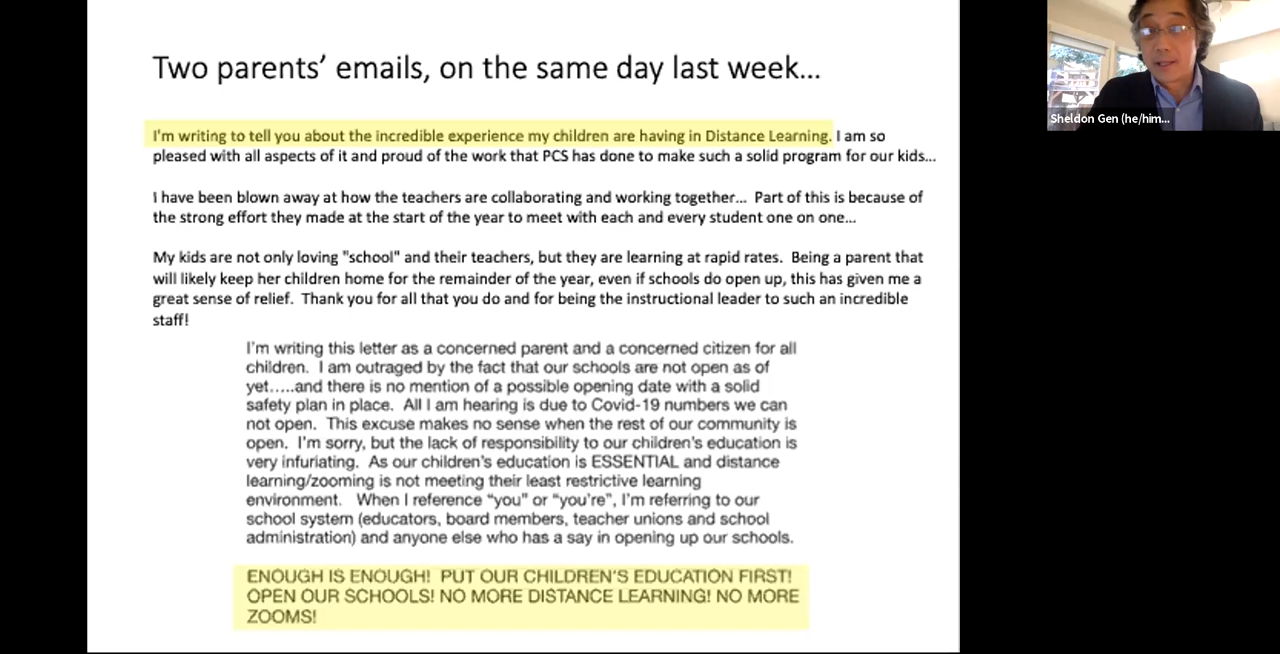 Two parents' emails, on the same day last week...
I'm writing to tell you about the incredible experience my children are having in Distance Learning. I am so
pleased with all aspects of it and proud of the work that PCS has done to make such a solid program for our kids...
I have been blown away at how the teachers are collaborating and working together... Part of this is because of
the strong effort they made at the start of the year to meet with each and every student one on one...
My kids are not only loving "school" and their teachers, but they are learning at rapid rates. Being a parent that
will likely keep her children home for the remainder of the year, even if schools do open up, this has given me a
great sense of relief. Thank you for all that you do and for being the instructional leader to such an incredible
staff!
I'm writing this letter as a concerned parent and a concerned citizen for all
children. I am outraged by the fact that our schools are not open as of
yet.....and there is no mention of a possible opening date with a solid
safety plan in place. All I am hearing is due to Covid-19 numbers we can
not open. This excuse makes no sense when the rest of our community is
open. I'm sorry, but the lack of responsibility to our children's education is
very infuriating. As our children's education is ESSENTIAL and distance
learning/zooming is not meeting their least restrictive learning
environment. When I reference "you" or "you're", I'm referring to our
school system (educators, board members, teacher unions and school
administration) and anyone else who has a say in opening up our schools.
ENOUGH IS ENOUGH! PUT OUR CHILDREN'S EDUCATION FIRST!
OPEN OUR SCHOOLS! NO MORE DISTANCE LEARNING! NO MORE
ZOOMS!
Sheldon Gen (he/him...